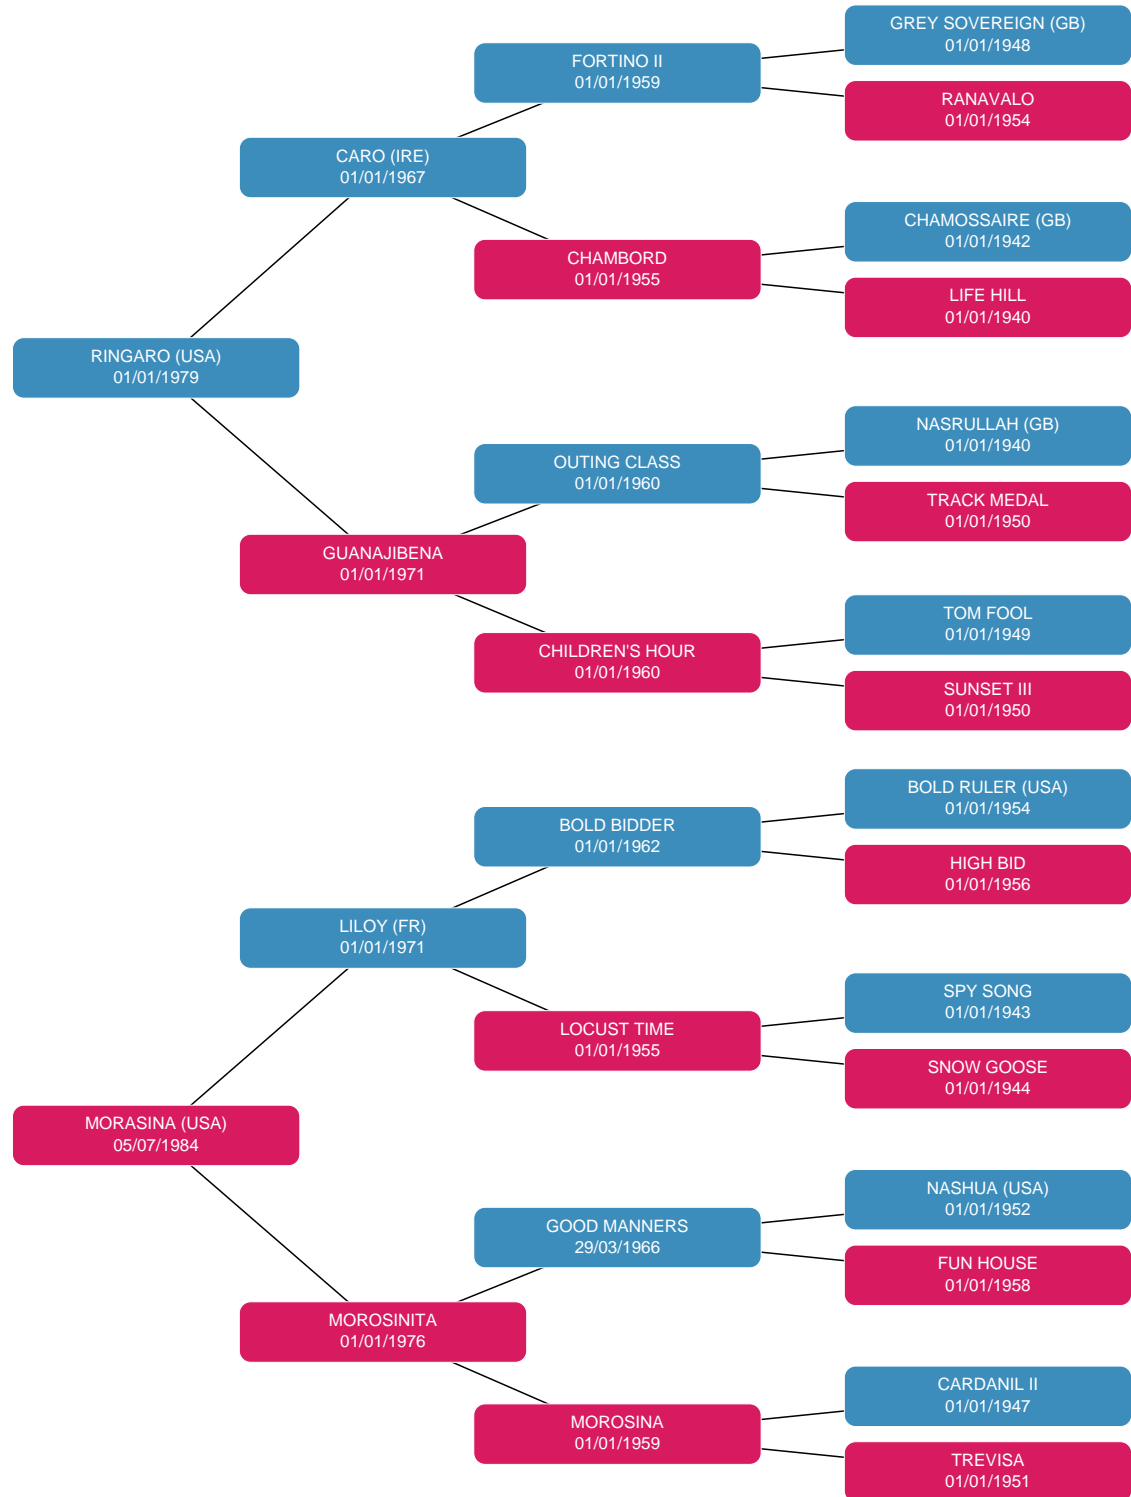 GREY SOVEREIGN (GB)
01/01/1948
FORTINO II
01/01/1959
RANAVALO
01/01/1954
CARO (IRE)
01/01/1967
CHAMOSSAIRE (GB)
01/01/1942
CHAMBORD
01/01/1955
LIFE HILL
01/01/1940
RINGARO (USA)
01/01/1979
NASRULLAH (GB)
01/01/1940
OUTING CLASS
01/01/1960
TRACK MEDAL
01/01/1950
GUANAJIBENA
01/01/1971
TOM FOOL
01/01/1949
CHILDREN'S HOUR
01/01/1960
SUNSET III
01/01/1950
BOLD RULER (USA)
01/01/1954
BOLD BIDDER
01/01/1962
HIGH BID
01/01/1956
LILOY (FR)
01/01/1971
SPY SONG
01/01/1943
LOCUST TIME
01/01/1955
SNOW GOOSE
01/01/1944
MORASINA (USA)
05/07/1984
NASHUA (USA)
01/01/1952
GOOD MANNERS
29/03/1966
FUN HOUSE
01/01/1958
MOROSINITA
01/01/1976
CARDANIL II
01/01/1947
MOROSINA
01/01/1959
TREVISA
01/01/1951